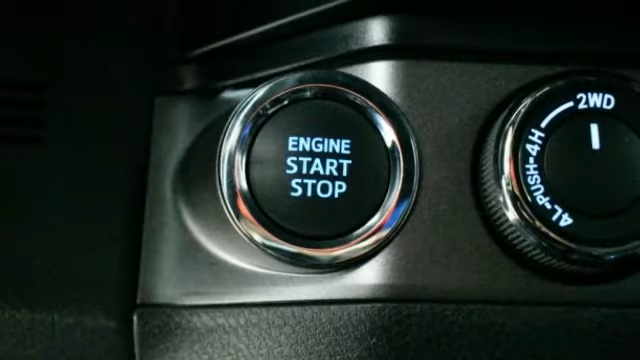 ENGINE
START
STOP
2WD
4L-PUSH-4H